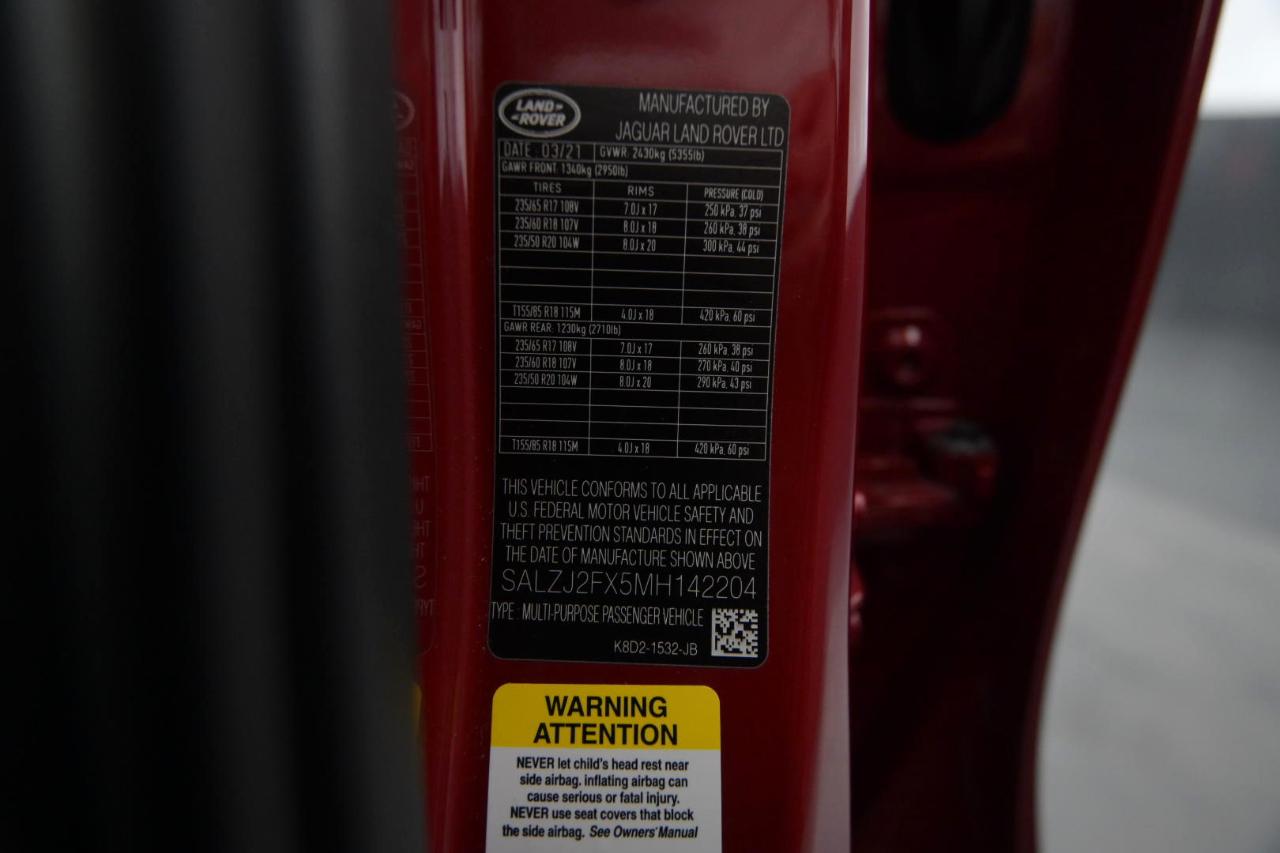 LAND ROVER
MANUFACTURED BY
JAGUAR LAND ROVER LTD
DATE: 03/21 GVWR: 2430kg (5355lb)
GAWR FRONT: 1340kg (2950lb)
TIRES RIMS PRESSURE (COLD)
235/65 R17 108V 7.0J x 17 250 kPa, 37 psi
235/60 R18 107V 8.0J x 18 260 kPa, 38 psi
235/50 R20 104W 8.0J x 20 300 kPa, 44 psi
T155/85 R18 115M 4.0J x 18 420 kPa, 60 psi
GAWR REAR: 1230kg (2710lb)
235/65 R17 108V 7.0J x 17 260 kPa, 38 psi
235/60 R18 107V 8.0J x 18 270 kPa, 40 psi
235/50 R20 104W 8.0J x 20 290 kPa, 43 psi
T155/85 R18 115M 4.0J x 18 420 kPa, 60 psi
THIS VEHICLE CONFORMS TO ALL APPLICABLE
U.S. FEDERAL MOTOR VEHICLE SAFETY AND
THEFT PREVENTION STANDARDS IN EFFECT ON
THE DATE OF MANUFACTURE SHOWN ABOVE
SALZJ2FX5MH142204
TYPE: MULTI-PURPOSE PASSENGER VEHICLE
K8D2-1532-JB
WARNING
ATTENTION
NEVER let child's head rest near
side airbag. inflating airbag can
cause serious or fatal injury.
NEVER use seat covers that block
the side airbag. See Owners' Manual